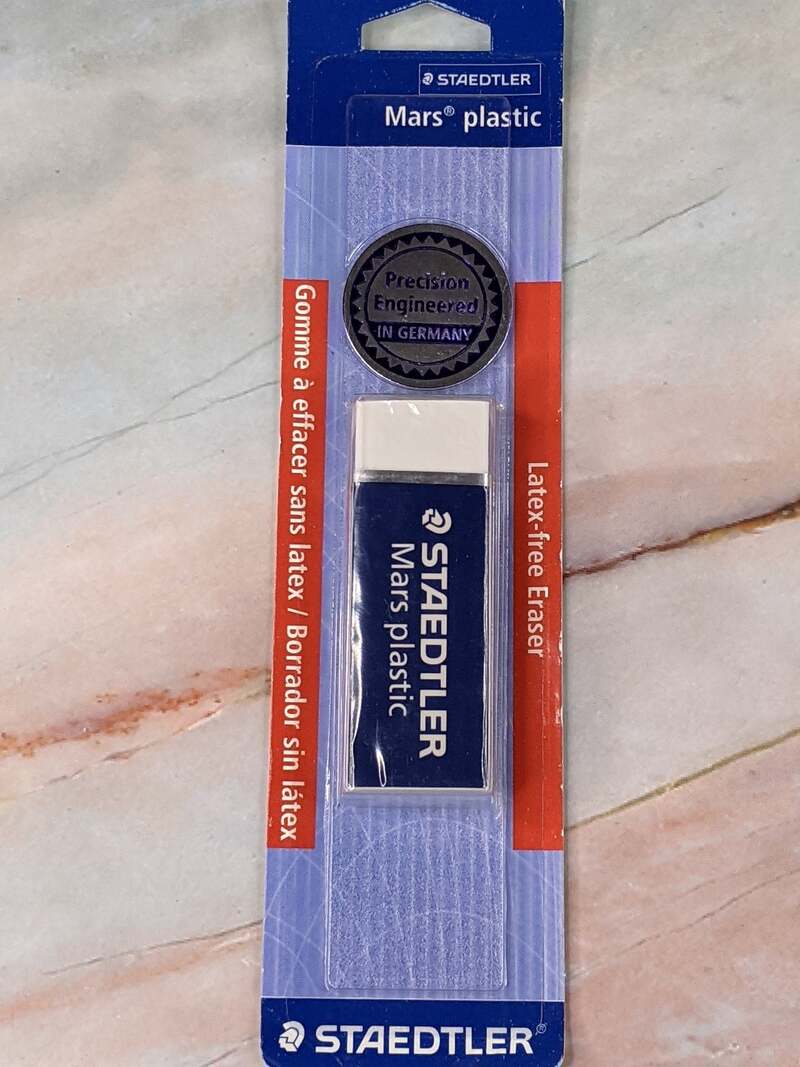 STAEDTLER
Mars® plastic
Precision
Engineered
IN GERMANY
Gomme à effacer sans latex / Borrador sin látex
Latex-free Eraser
STAEDTLER
Mars plastic
STAEDTLER®